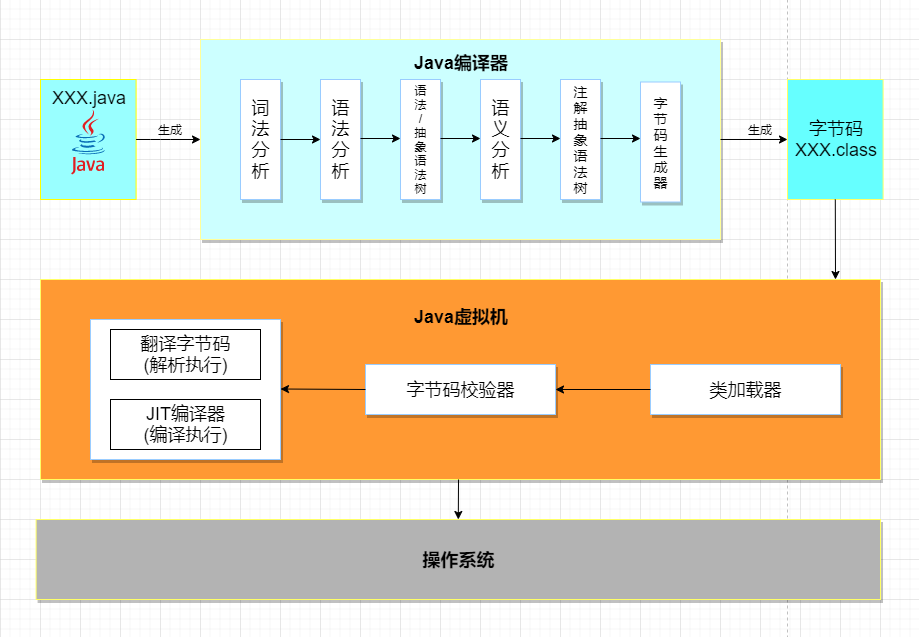 XXX.java
Java
生成
Java编译器
词法分析
语法分析
语法/抽象语法树
语义分析
注解抽象语法树
字节码生成器
生成
字节码
XXX.class
Java虚拟机
翻译字节码
(解析执行)
JIT编译器
(编译执行)
字节码校验器
类加载器
操作系统